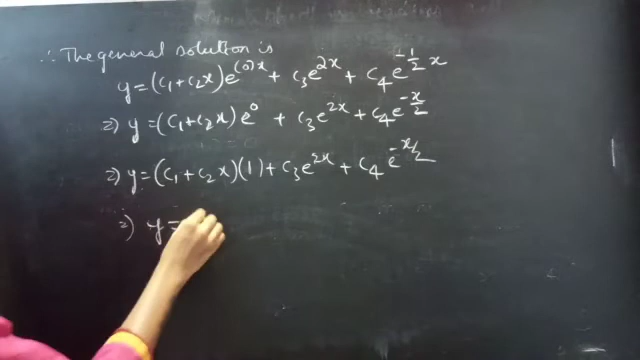 ∴ The general solution is
y = (c₁ + c₂x) e^(0)x + c₃e^2x + c₄e^-1/2 x
⇒ y = (c₁ + c₂x) e^0 + c₃e^2x + c₄e^-x/2
⇒ y = (c₁ + c₂x)(1) + c₃e^2x + c₄ e^-x/2
⇒ y =